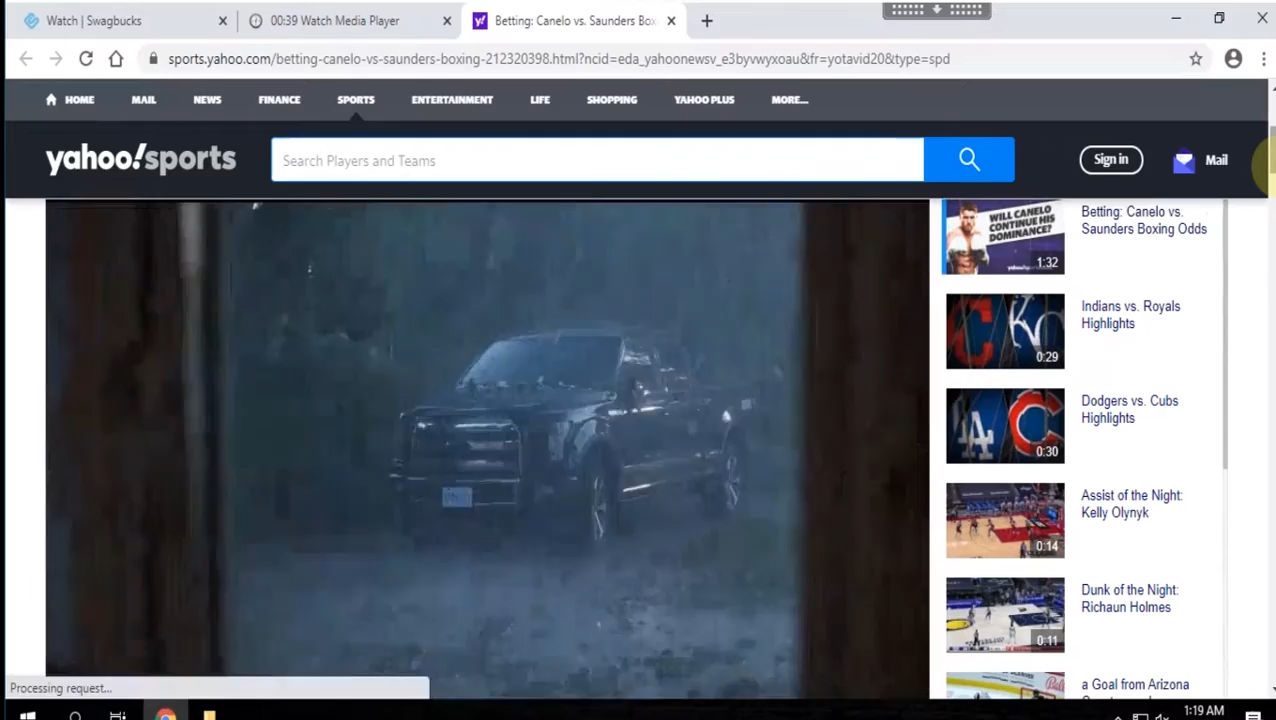 Watch | Swagbucks
00:39 Watch Media Player
Betting: Canelo vs. Saunders Box
sports.yahoo.com/betting-canelo-vs-saunders-boxing-212320398.html?ncid=eda_yahoonewsv_e3byvwyxoau&fr=yotavid20&type=spd
HOME MAIL NEWS FINANCE SPORTS ENTERTAINMENT LIFE SHOPPING YAHOO PLUS MORE...
yahoo!sports
Search Players and Teams
Sign in
Mail
WILL CANELO
CONTINUE HIS
DOMINANCE?
1:32
Betting: Canelo vs.
Saunders Boxing Odds
C KC
0:29
Indians vs. Royals
Highlights
LA C
0:30
Dodgers vs. Cubs
Highlights
0:14
Assist of the Night:
Kelly Olynyk
0:11
Dunk of the Night:
Richaun Holmes
a Goal from Arizona
Processing request...
1:19 AM